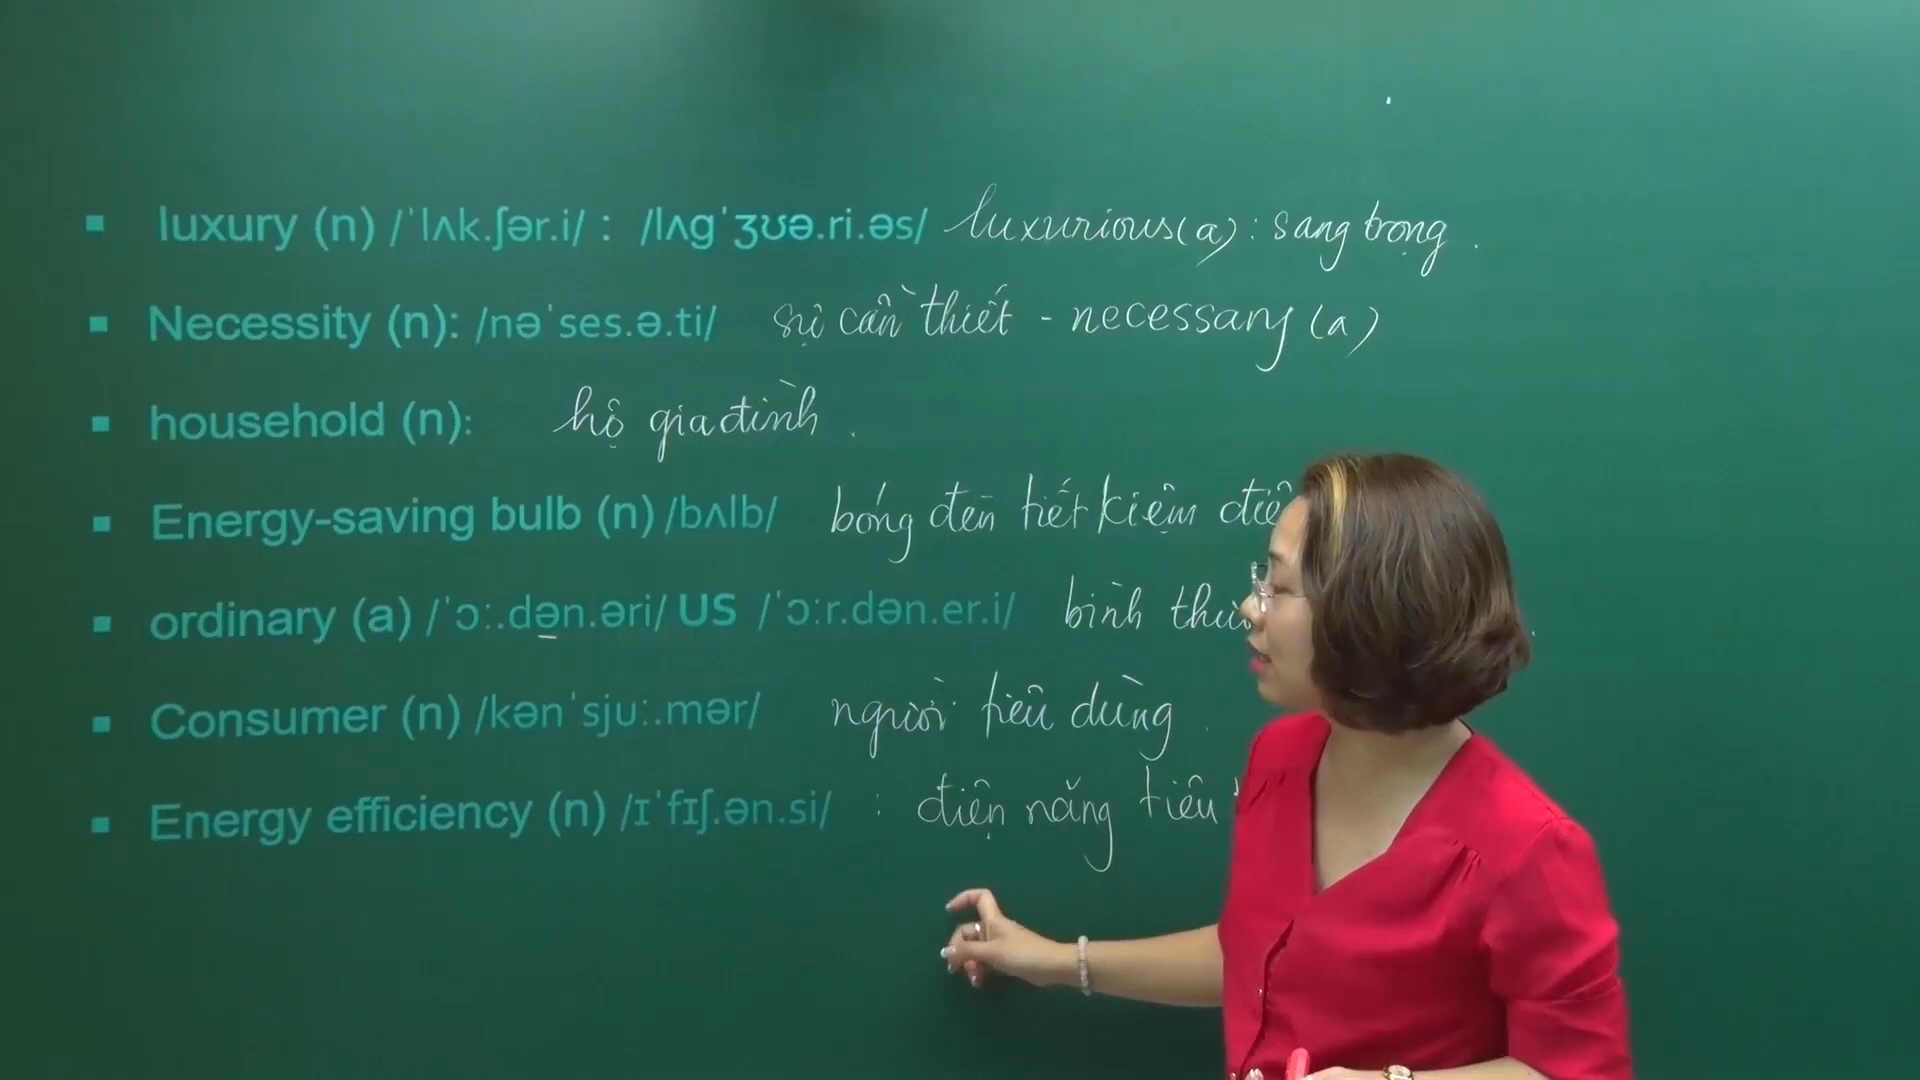 ▪ luxury (n) /ˈlʌk.ʃər.i/ : /lʌgˈʒʊə.ri.əs/ luxurious (a) : sang trọng.
▪ Necessity (n): /nəˈses.ə.ti/ sự cần thiết - necessary (a)
▪ household (n): hộ gia đình.
▪ Energy-saving bulb (n) /bʌlb/ bóng đèn tiết kiệm
▪ ordinary (a) /ˈɔː.dən.əri/ US /ˈɔːr.dən.er.i/ bình
▪ Consumer (n) /kənˈsjuː.mər/ người tiêu dùng.
▪ Energy efficiency (n) /ɪˈfɪʃ.ən.si/ : điện năng tiêu